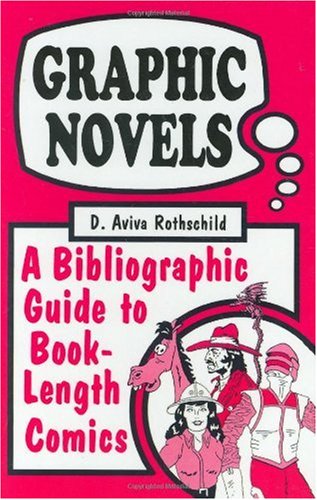 GRAPHIC
NOVELS
D. Aviva Rothschild
A Bibliographic
Guide to
Book-
Length
Comics